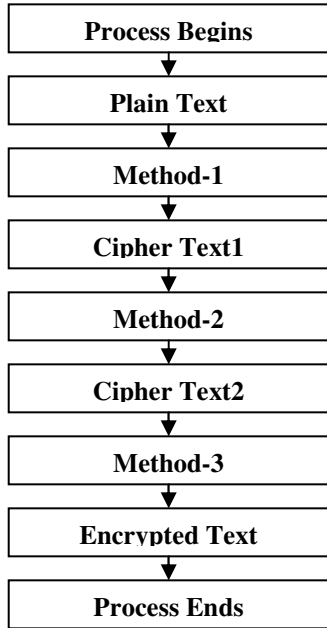 Process Begins
Plain Text
Method-1
Cipher Text1
Method-2
Cipher Text2
Method-3
Encrypted Text
Process Ends